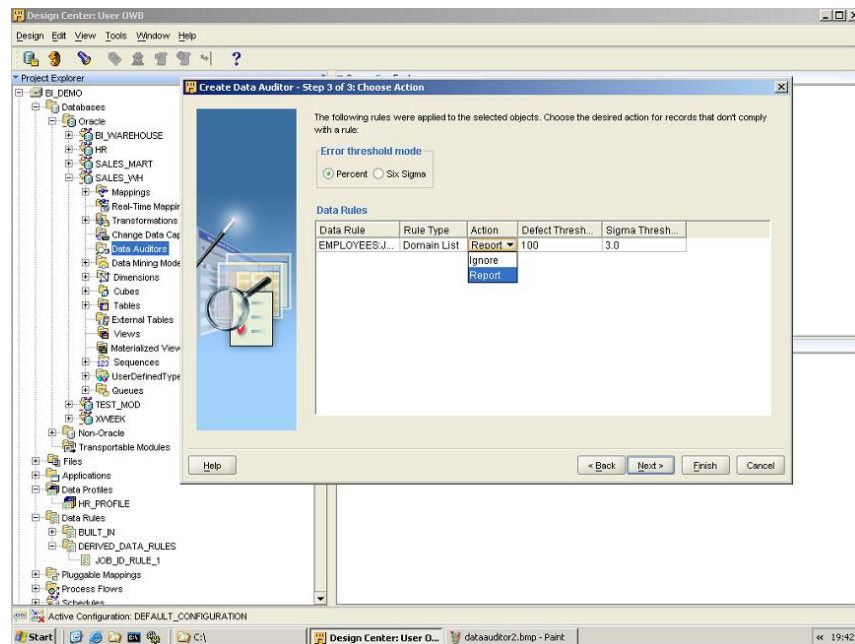 Design Center: User OWB
Design Edit View Tools Window Help
Project Explorer
BI_DEMO
Databases
Oracle
BI_WAREHOUSE
HR
SALES_MART
SALES_WH
Mappings
Real-Time Mappir
Transformations
Change Data Cap
Data Auditors
Data Mining Mode
Dimensions
Cubes
Tables
External Tables
Views
Materialized View
Sequences
UserDefinedType
Queues
TEST_MOD
XWEEK
Non-Oracle
Transportable Modules
Files
Applications
Data Profiles
HR_PROFILE
Data Rules
BUILT_IN
DERIVED_DATA_RULES
JOB_ID_RULE_1
Pluggable Mappings
Process Flows
Schedules
Create Data Auditor - Step 3 of 3: Choose Action
The following rules were applied to the selected objects. Choose the desired action for records that don't comply
with a rule:
Error threshold mode
Percent Six Sigma
Data Rules
Data Rule Rule Type Action Defect Thresh... Sigma Thresh...
EMPLOYEES:J... Domain List Report 100 3.0
Ignore
Report
Help < Back Next > Finish Cancel
Active Configuration: DEFAULT_CONFIGURATION
Start C:\ Design Center: User O... dataauditor2.bmp - Paint « 19:42